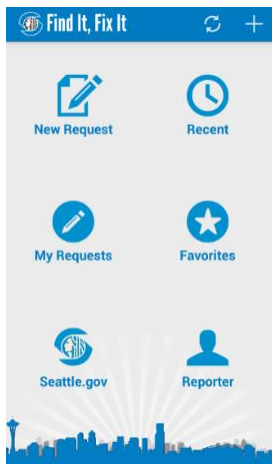 Find It, Fix It
New Request
Recent
My Requests
Favorites
Seattle.gov
Reporter